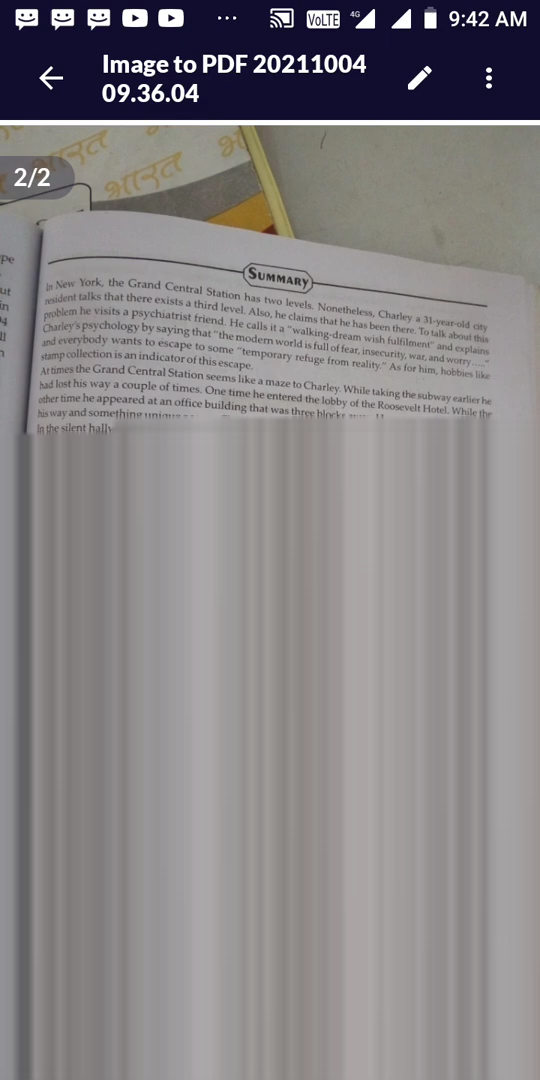 VoLTE 4G 9:42 AM
Image to PDF 20211004
09.36.04
2/2
भारत
भारत
SUMMARY
In New York, the Grand Central Station has two levels. Nonetheless, Charley a 31-year-old city
resident talks that there exists a third level. Also, he claims that he has been there. To talk about this
problem he visits a psychiatrist friend. He calls it a "walking-dream wish fulfilment" and explains
Charley's psychology by saying that "the modern world is full of fear, insecurity, war, and worry....."
and everybody wants to escape to some "temporary refuge from reality." As for him, hobbies like
stamp collection is an indicator of this escape.
At times the Grand Central Station seems like a maze to Charley. While taking the subway earlier he
had lost his way a couple of times. One time he entered the lobby of the Roosevelt Hotel. While the
other time he appeared at an office building that was three blocks
his way and something unique
In the silent